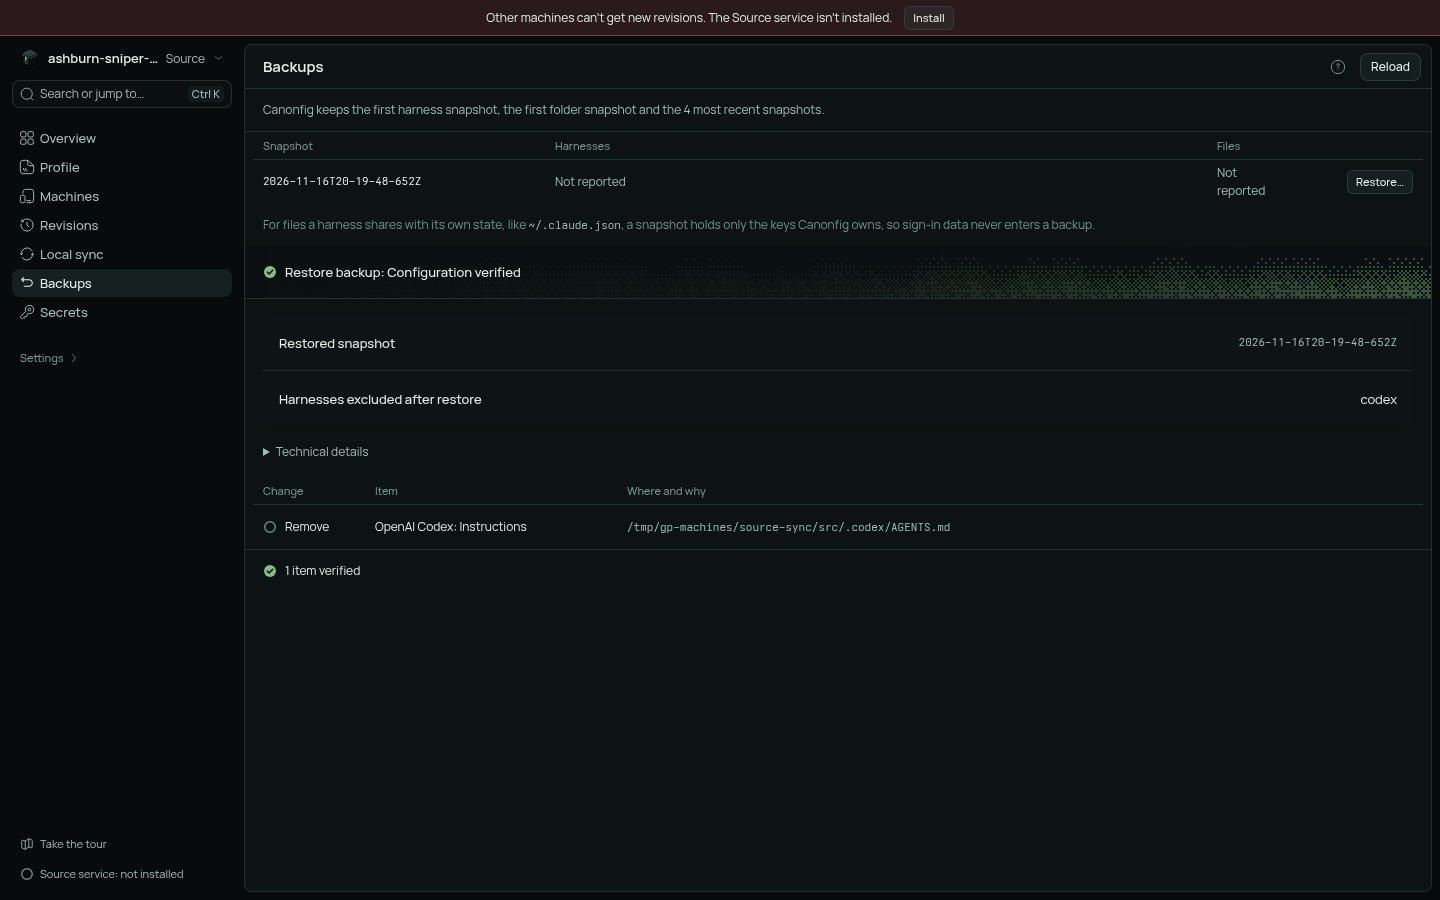 Other machines can't get new revisions. The Source service isn't installed.
Install
ashburn-sniper-... Source
Search or jump to... Ctrl K
Overview
Profile
Machines
Revisions
Local sync
Backups
Secrets
Settings
Take the tour
Source service: not installed
Backups
?
Reload
Canonfig keeps the first harness snapshot, the first folder snapshot and the 4 most recent snapshots.
Snapshot Harnesses Files
2026-11-16T20-19-48-652Z Not reported Not
reported
Restore...
For files a harness shares with its own state, like ~/.claude.json, a snapshot holds only the keys Canonfig owns, so sign-in data never enters a backup.
Restore backup: Configuration verified
Restored snapshot 2026-11-16T20-19-48-652Z
Harnesses excluded after restore codex
Technical details
Change Item Where and why
Remove OpenAI Codex: Instructions /tmp/gp-machines/source-sync/src/.codex/AGENTS.md
1 item verified